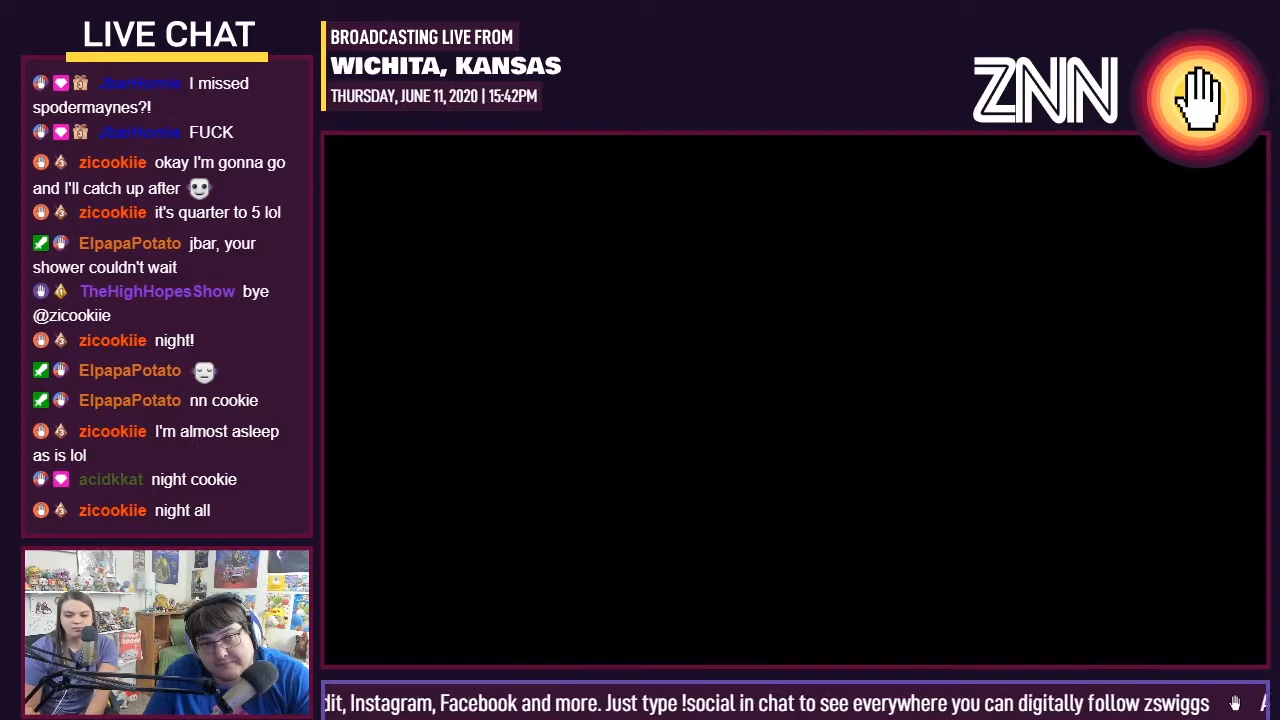 LIVE CHAT
JbarHomie I missed
spodermaynes?!
JbarHomie FUCK
zicookiie okay I'm gonna go
and I'll catch up after
zicookiie it's quarter to 5 lol
ElpapaPotato jbar, your
shower couldn't wait
TheHighHopesShow bye
@zicookiie
zicookiie night!
ElpapaPotato
ElpapaPotato nn cookie
zicookiie I'm almost asleep
as is lol
acidkkat night cookie
zicookiie night all
BROADCASTING LIVE FROM
WICHITA, KANSAS
THURSDAY, JUNE 11, 2020 | 15:42PM
ZNN
dit, Instagram, Facebook and more. Just type !social in chat to see everywhere you can digitally follow zswiggs